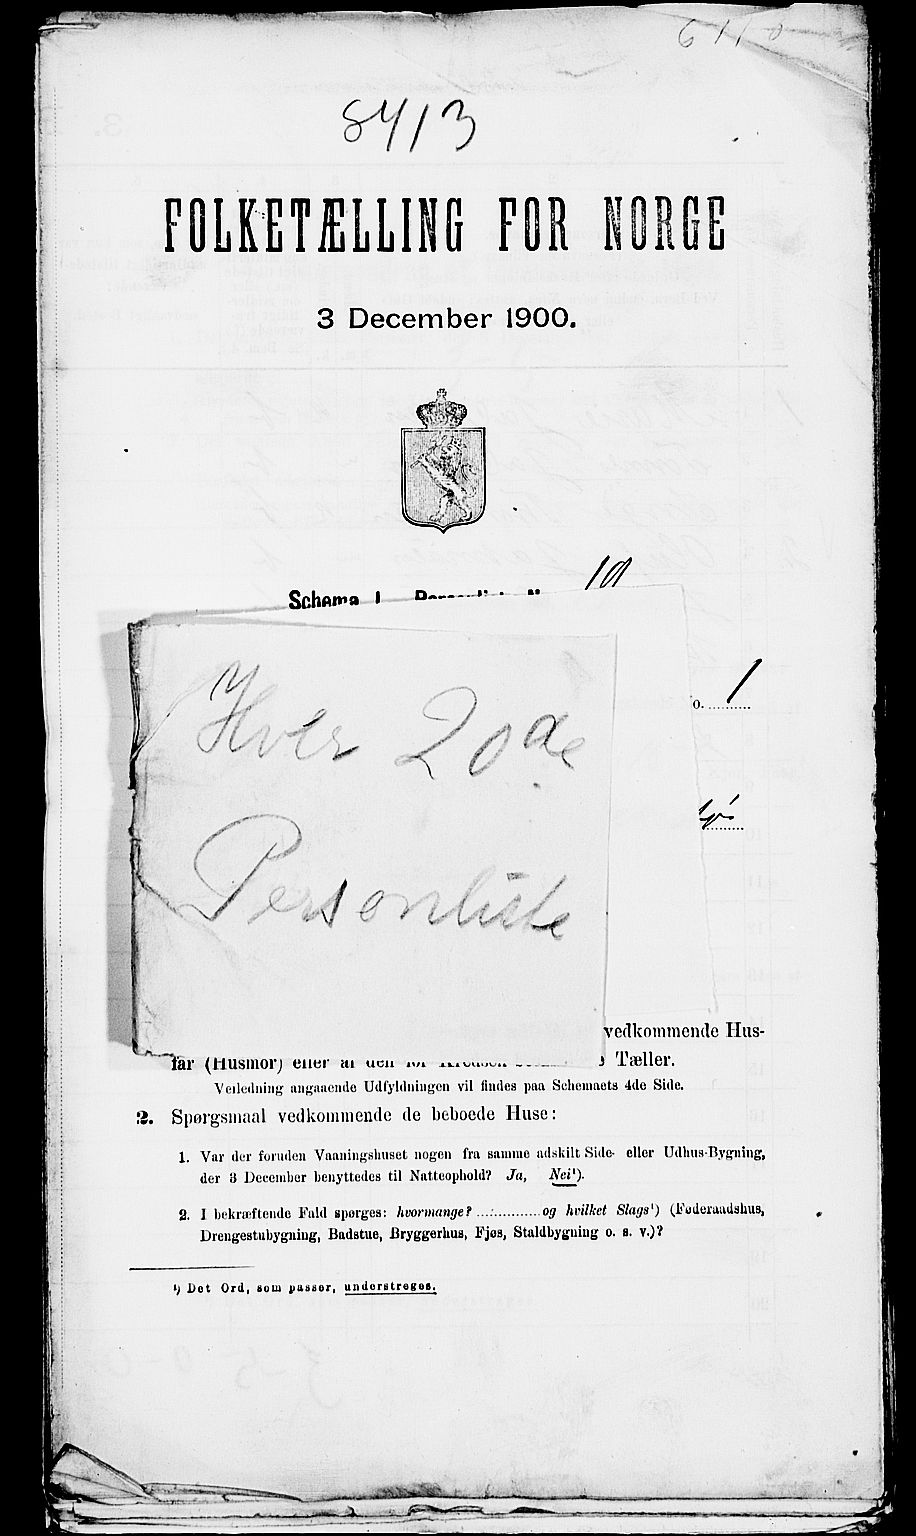 8413
FOLKETÆLLING FOR NORGE
3 December 1900.
Schema I. Personliste No. 101
o. 1
Hver 20de
Personliste
vedkommende Hus-
far (Husmor) eller af den for Kredsen Tæller.
Veiledning angaaende Udfyldningen vil findes paa Schemaets 4de Side.
2. Spørgsmaal vedkommende de beboede Huse:
1. Var der foruden Vaaningshuset nogen fra samme adskilt Side- eller Udhus-Bygning,
der 3 December benyttedes til Natteophold? Ja, Nei¹).
2. I bekræftende Fald spørges: hvormange? .............. og hvilket Slags¹) (Føderaadshus,
Drengestubygning, Badstue, Bryggerhus, Fjøs, Staldbygning o. s. v.)?
¹) Det Ord, som passer, understreges.